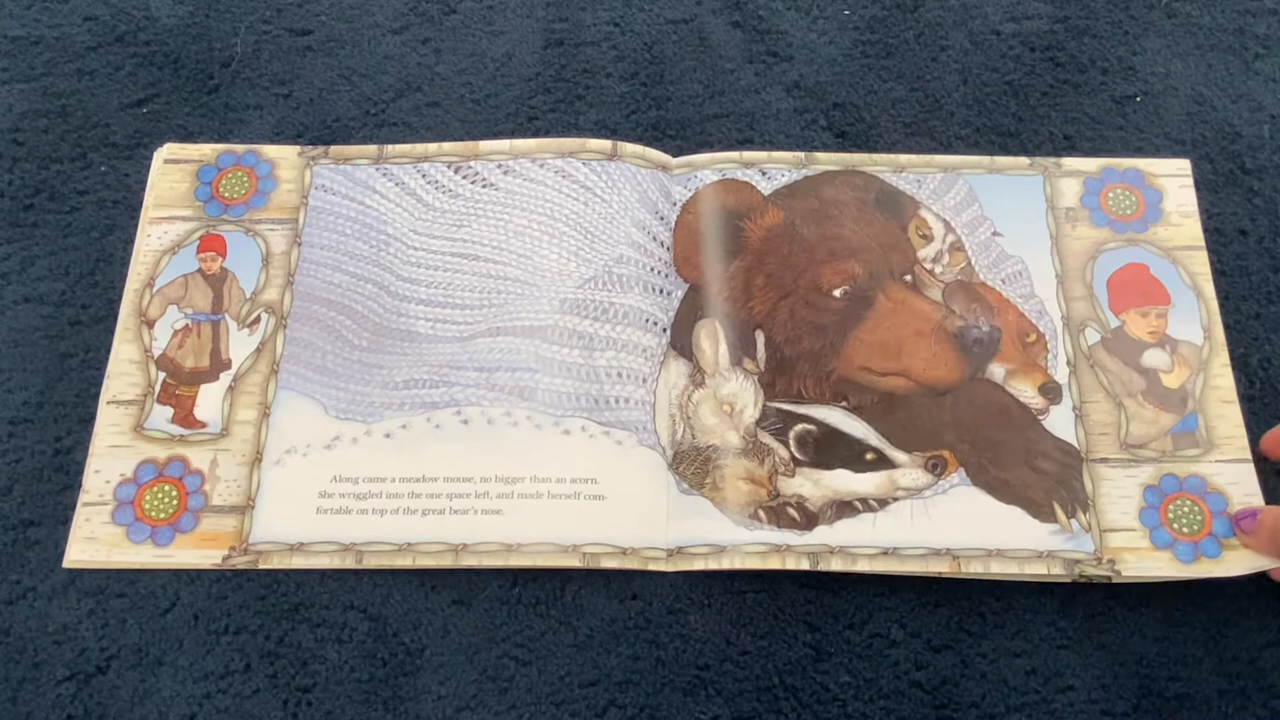 Along came a meadow mouse, no bigger than an acorn.
She wriggled into the one space left, and made herself com-
fortable on top of the great bear's nose.